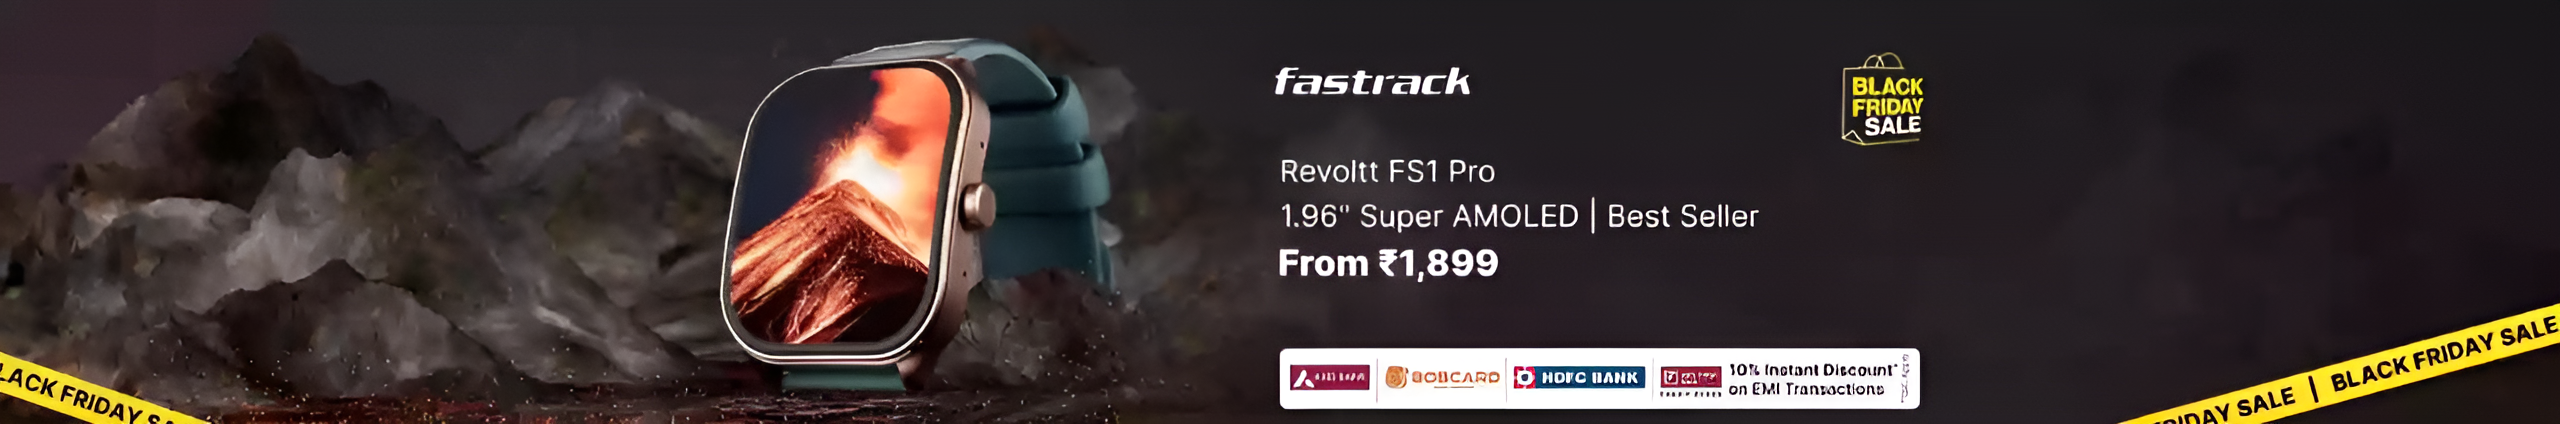 fastrack
BLACK
FRIDAY
SALE
Revoltt FS1 Pro
1.96" Super AMOLED | Best Seller
From ₹1,899
BOBCARD
HDFC BANK
10% Instant Discount*
on EMI Transactions
LACK FRIDAY SA
RIDAY SALE | BLACK FRIDAY SALE